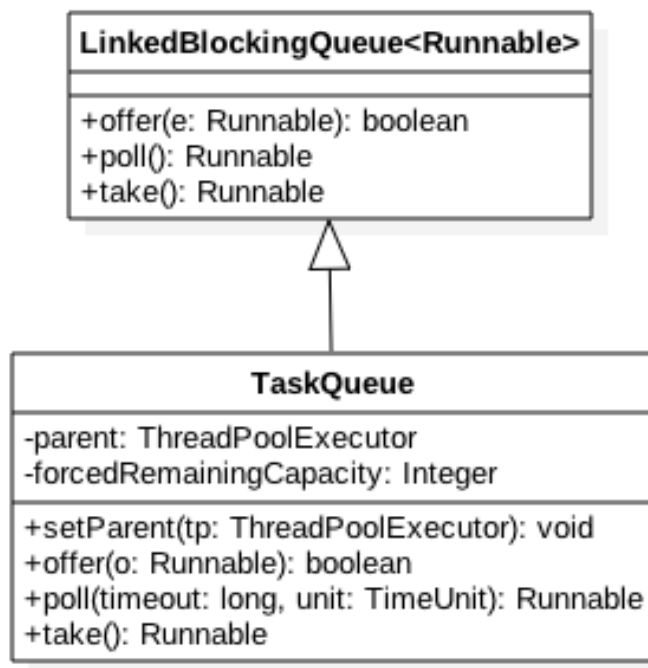 LinkedBlockingQueue<Runnable>
+offer(e: Runnable): boolean
+poll(): Runnable
+take(): Runnable
TaskQueue
-parent: ThreadPoolExecutor
-forcedRemainingCapacity: Integer
+setParent(tp: ThreadPoolExecutor): void
+offer(o: Runnable): boolean
+poll(timeout: long, unit: TimeUnit): Runnable
+take(): Runnable